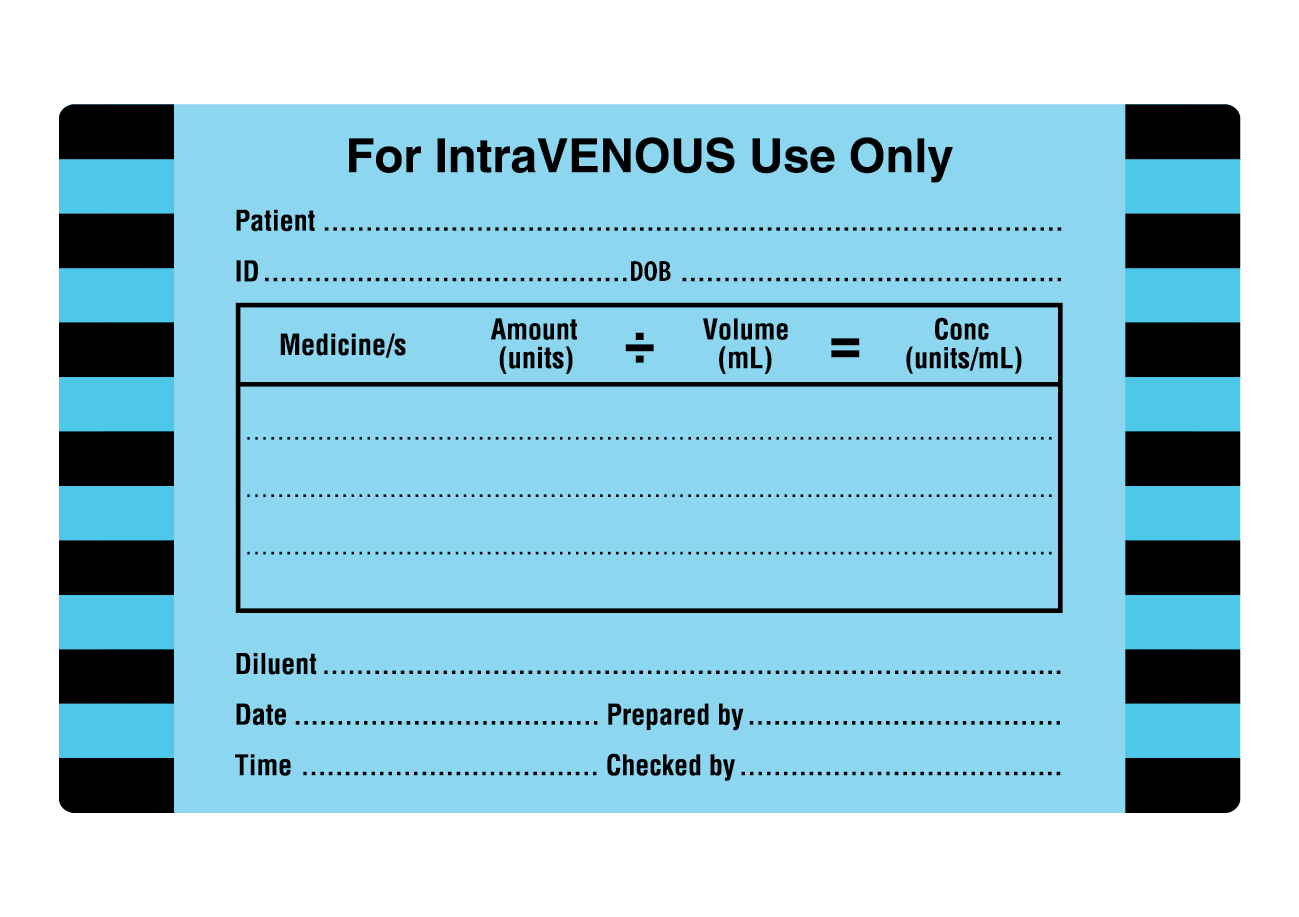 For IntraVENOUS Use Only
Patient
ID DOB
Medicine/s Amount (units) ÷ Volume (mL) = Conc (units/mL)
Diluent
Date Prepared by
Time Checked by